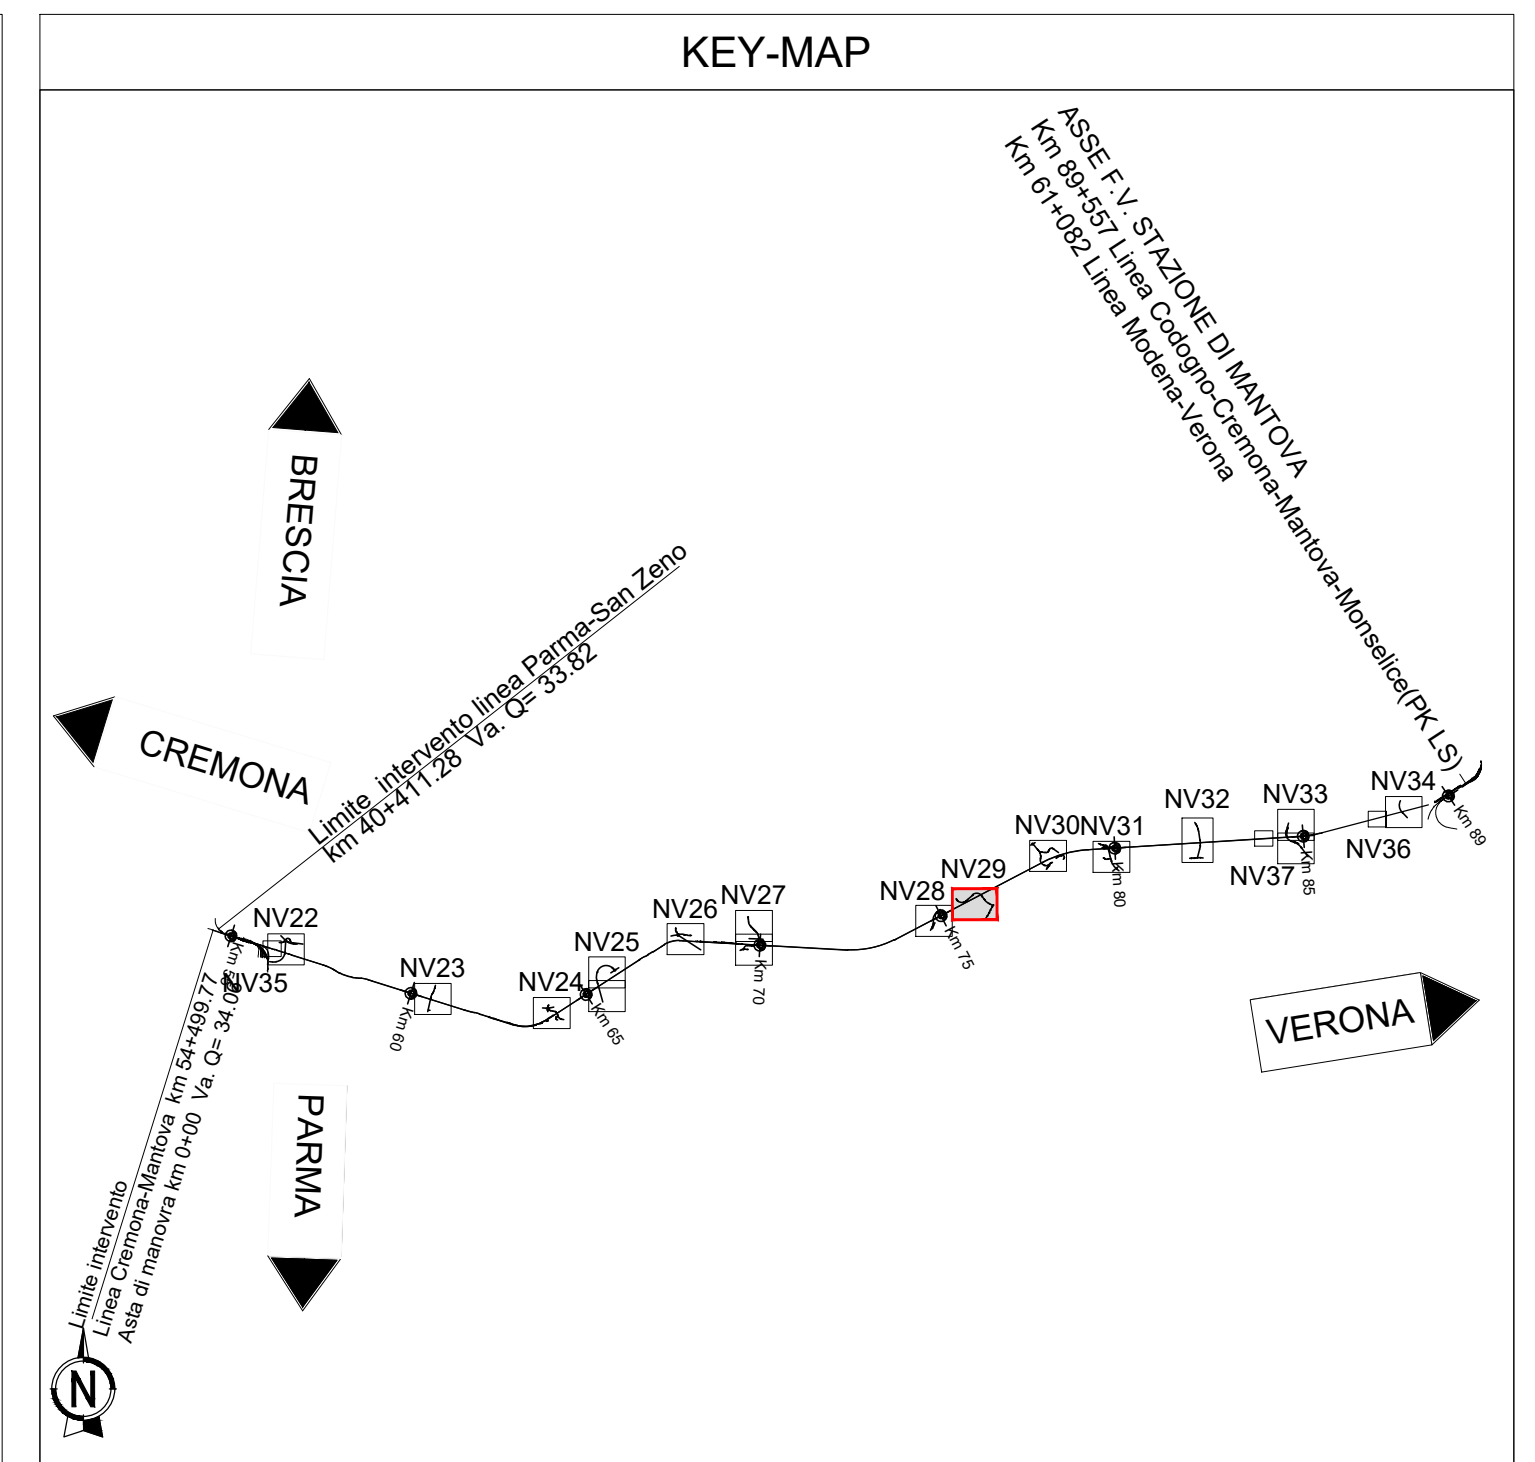 KEY-MAP
ASSE F.V. STAZIONE DI MANTOVA
Km 89+557 Linea Codogno-Cremona-Mantova-Monselice(PK LS)
Km 61+082 Linea Modena-Verona
BRESCIA
CREMONA
Limite intervento linea Parma-San Zeno
km 40+411.28 Va. Q= 33.82
NV22
NV35
NV23
Km 60
NV24
NV25
Km 65
NV26
NV27
Km 70
NV28
NV29
Km 75
NV30
NV31
Km 80
NV32
NV33
NV37
Km 85
NV34
NV36
Km 89
VERONA
PARMA
Limite intervento
Linea Cremona-Mantova km 54+499.77
Asta di manovra km 0+00 Va. Q=
N